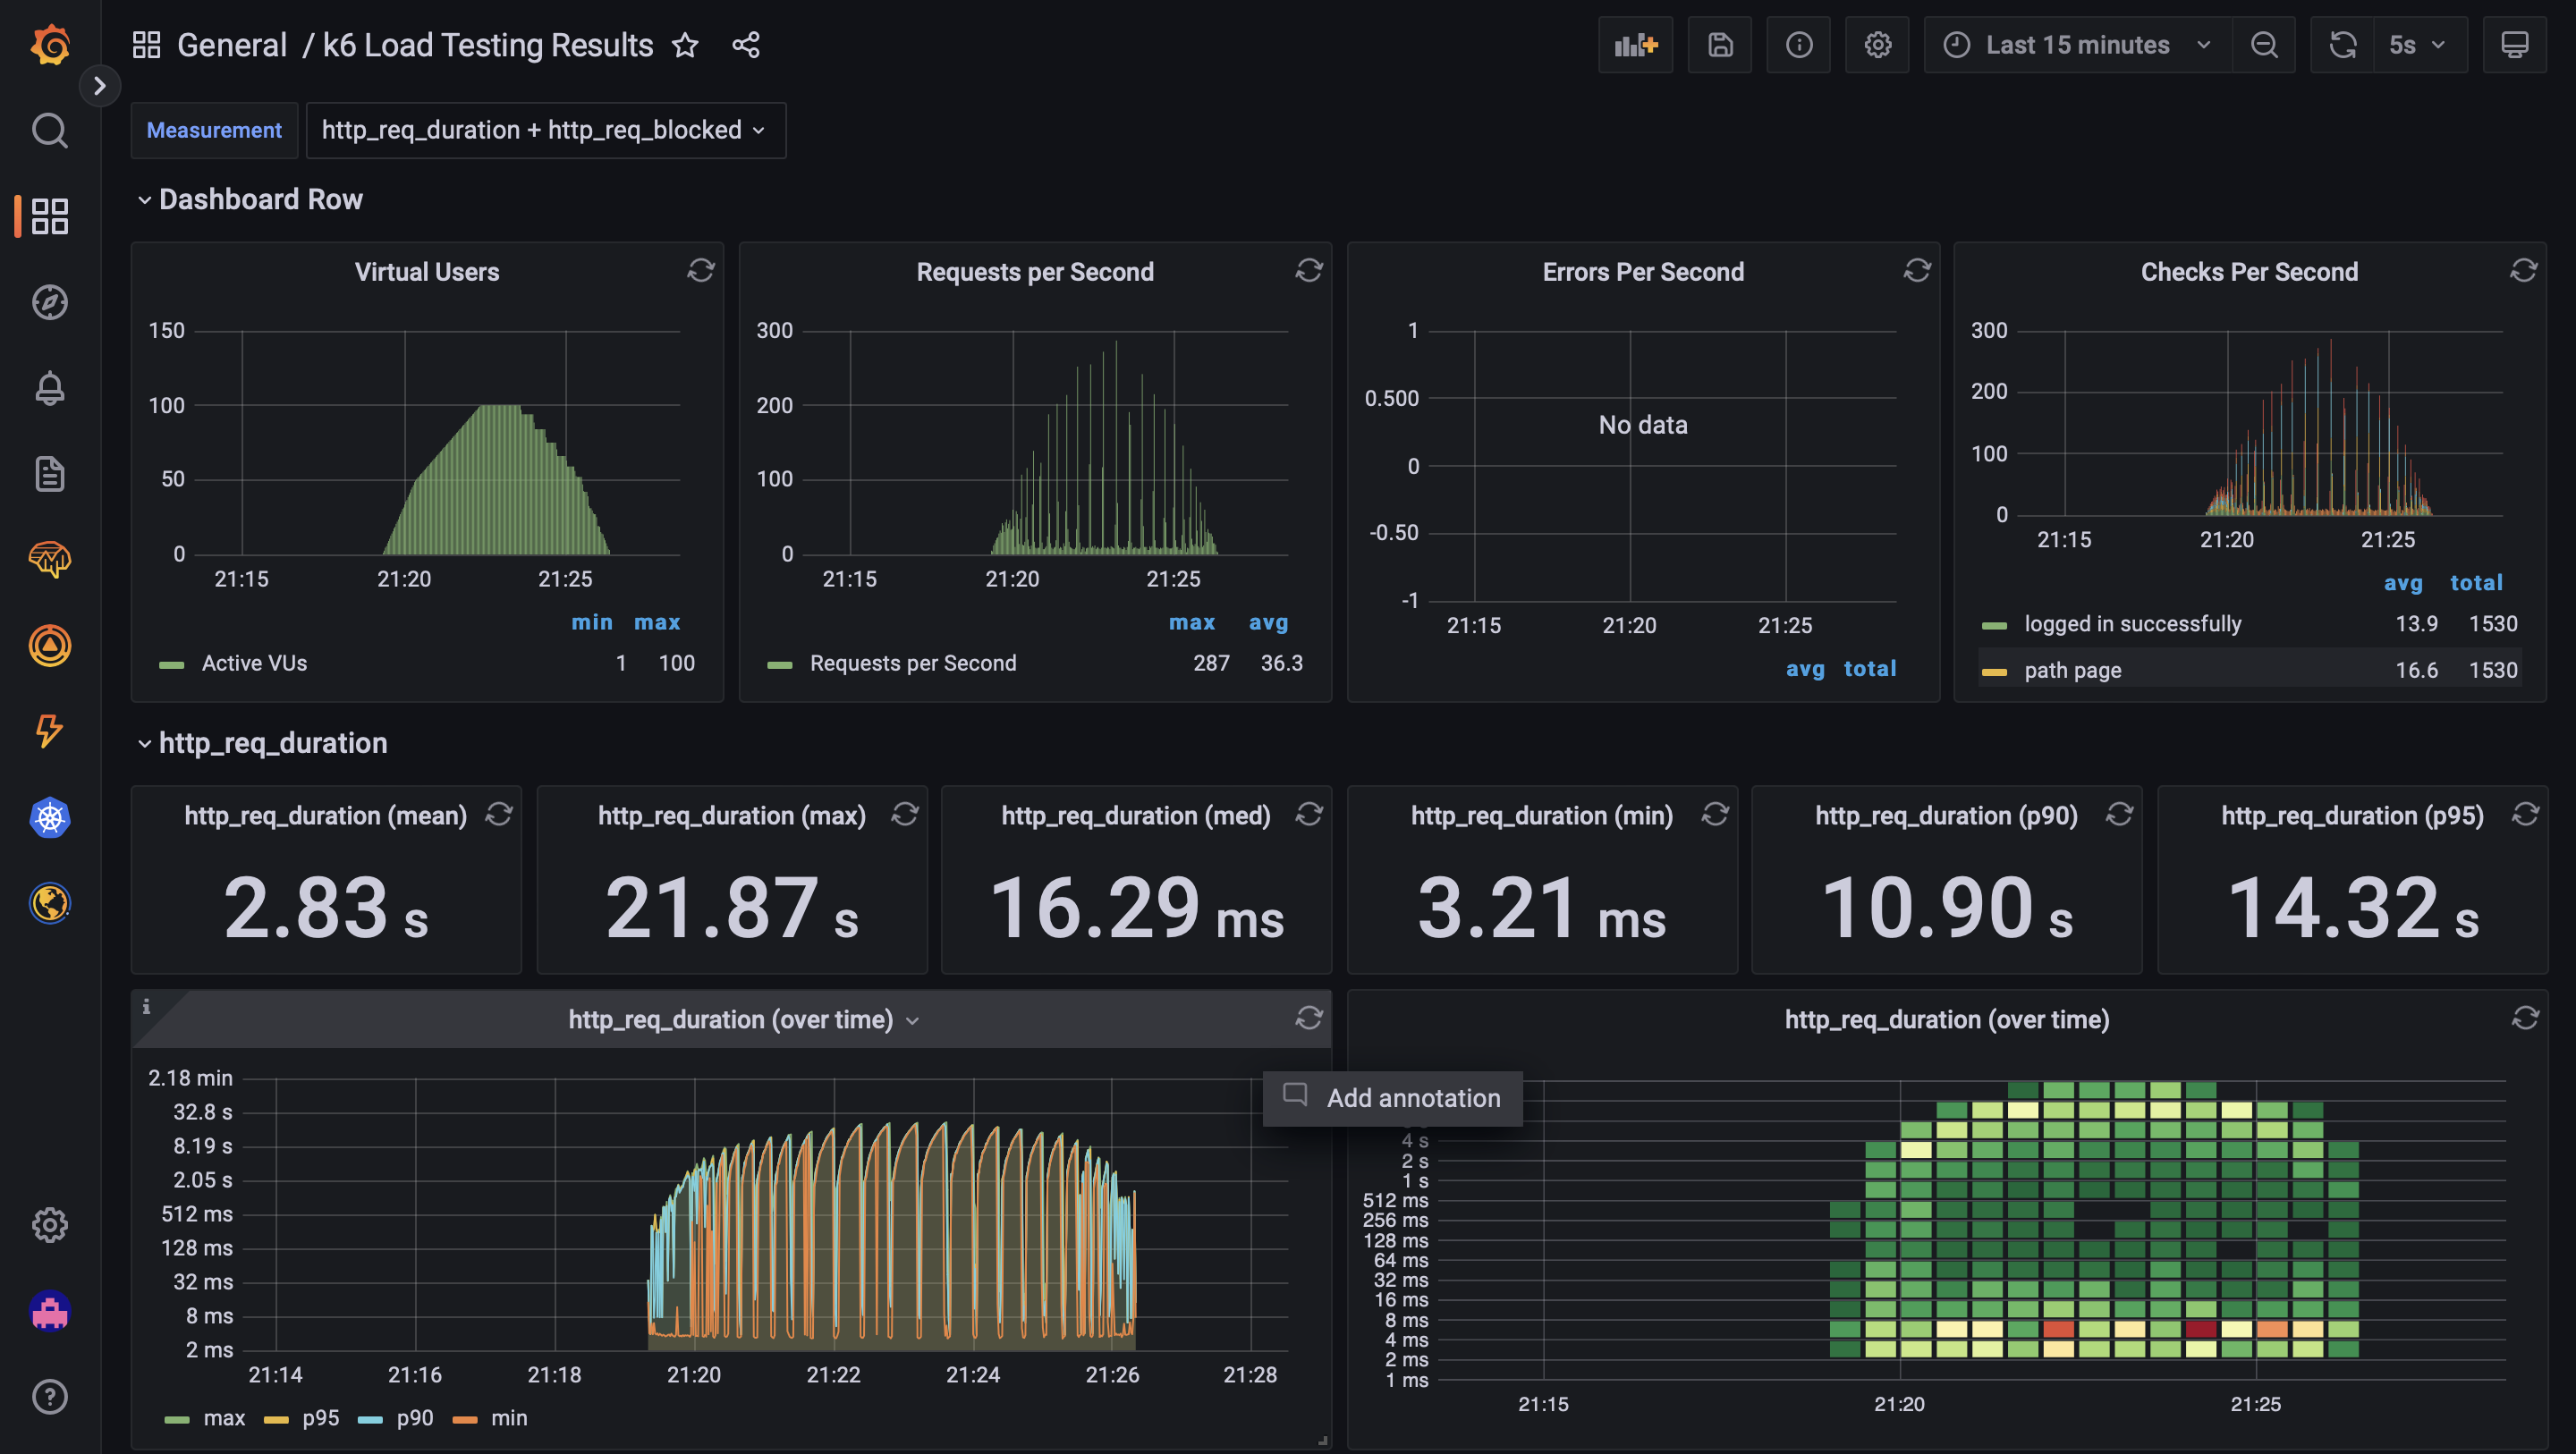 General / k6 Load Testing Results
Last 15 minutes
5s
Measurement
http_req_duration + http_req_blocked
Dashboard Row
Virtual Users
150
100
50
0
21:15 21:20 21:25
min max
Active VUs 1 100
Requests per Second
300
200
100
0
21:15 21:20 21:25
max avg
Requests per Second 287 36.3
Errors Per Second
1
0.500
0
-0.50
-1
No data
21:15 21:20 21:25
avg total
Checks Per Second
300
200
100
0
21:15 21:20 21:25
avg total
logged in successfully 13.9 1530
path page 16.6 1530
http_req_duration
http_req_duration (mean)
2.83 s
http_req_duration (max)
21.87 s
http_req_duration (med)
16.29 ms
http_req_duration (min)
3.21 ms
http_req_duration (p90)
10.90 s
http_req_duration (p95)
14.32 s
i
http_req_duration (over time)
2.18 min
32.8 s
8.19 s
2.05 s
512 ms
128 ms
32 ms
8 ms
2 ms
21:14 21:16 21:18 21:20 21:22 21:24 21:26 21:28
max p95 p90 min
Add annotation
http_req_duration (over time)
4 s
2 s
1 s
512 ms
256 ms
128 ms
64 ms
32 ms
16 ms
8 ms
4 ms
2 ms
1 ms
21:15 21:20 21:25